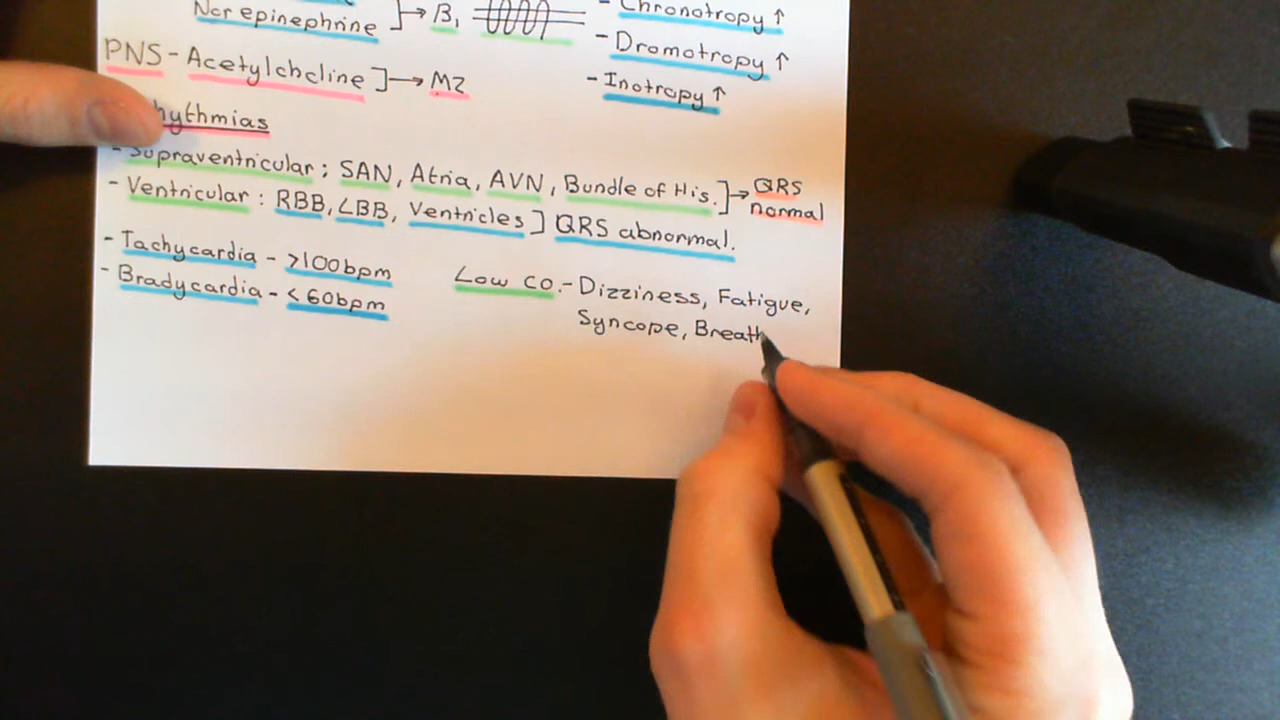 Norepinephrine ]→ β1
- Chronotropy ↑
- Dromotropy ↑
- Inotropy ↑
PNS - Acetylcholine ]→ M2
hythmias
- Supraventricular ; SAN, Atria, AVN, Bundle of His. ]→ QRS normal
- Ventricular : RBB, LBB, Ventricles ] QRS abnormal.
- Tachycardia - >100bpm
- Bradycardia - <60bpm
Low CO. - Dizziness, Fatigue,
Syncope, Breath